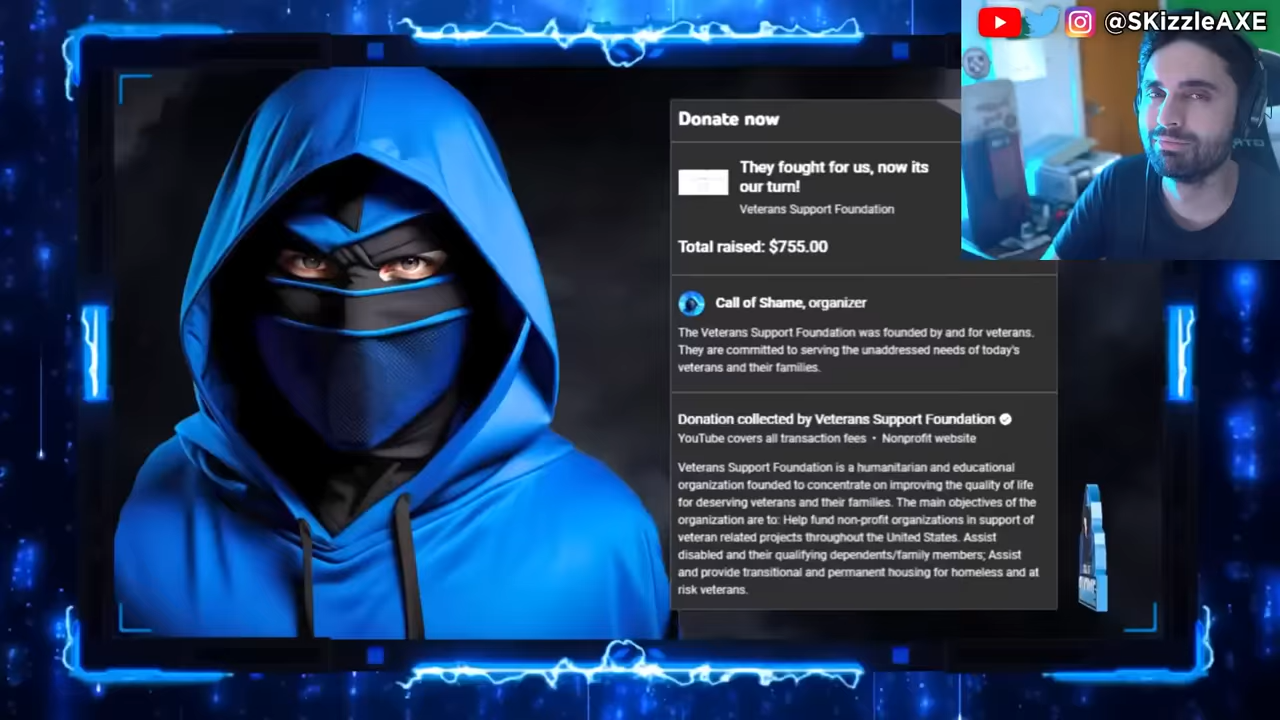 @SKizzleAXE
Donate now
They fought for us, now its
our turn!
Veterans Support Foundation
Total raised: $755.00
Call of Shame, organizer
The Veterans Support Foundation was founded by and for veterans.
They are committed to serving the unaddressed needs of today's
veterans and their families.
Donation collected by Veterans Support Foundation
YouTube covers all transaction fees • Nonprofit website
Veterans Support Foundation is a humanitarian and educational
organization founded to concentrate on improving the quality of life
for deserving veterans and their families. The main objectives of the
organization are to: Help fund non-profit organizations in support of
veteran related projects throughout the United States. Assist
disabled and their qualifying dependents/family members; Assist
and provide transitional and permanent housing for homeless and at
risk veterans.